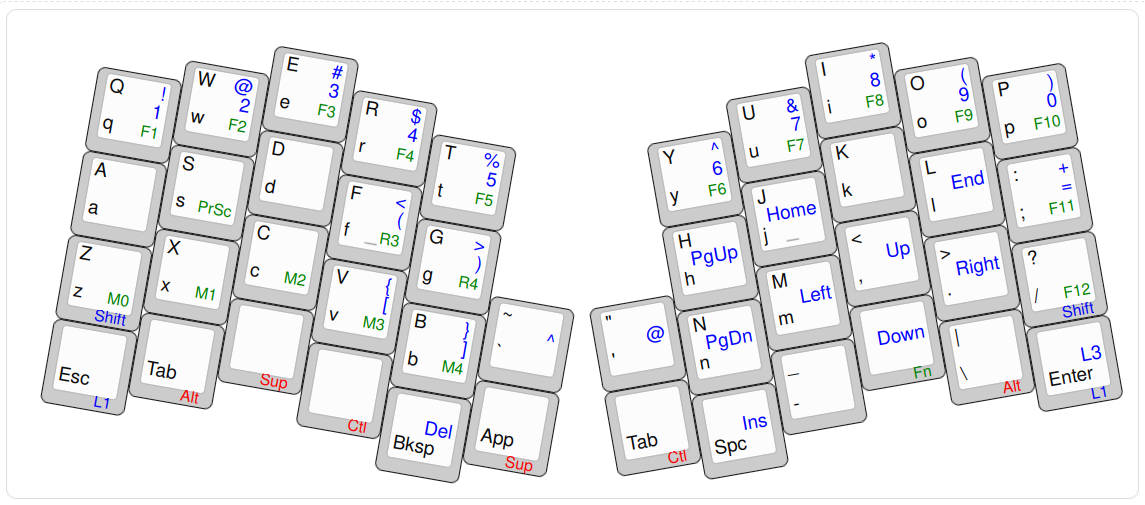 Q ! 1 q F1
W @ 2 w F2
E # 3 e F3
R $ 4 r F4
T % 5 t F5
A a
S s PrSc
D d
F < ( f _ R3
G > ) g R4
Z z M0 Shift
X x M1
C c M2
V { [ v M3
B } ] b M4
~ ` ^
Esc L1
Tab Alt
Sup
Ctl
Del Bksp
App Sup
Y ^ 6 y F6
U & 7 u F7
I * 8 i F8
O ( 9 o F9
P ) 0 p F10
H PgUp h
J Home j _
K k
L End l
: + = ; F11
" @ '
N PgDn n
M Left m
< Up ,
> Right .
? / F12 Shift
Tab Ctl
Ins Spc
_ -
Down Fn
| \ Alt
L3 Enter L1